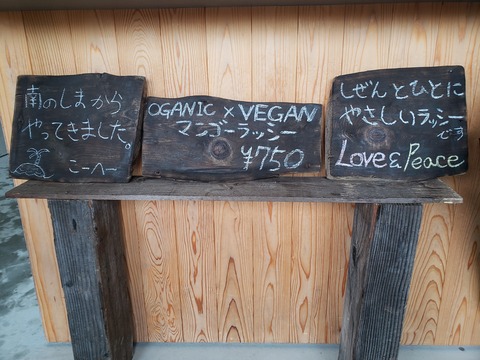 南のしまから
やってきました。
こーへー
OGANIC × VEGAN
マンゴーラッシー
¥750
しぜんとひとに
やさしいラッシー
です
Love & Peace